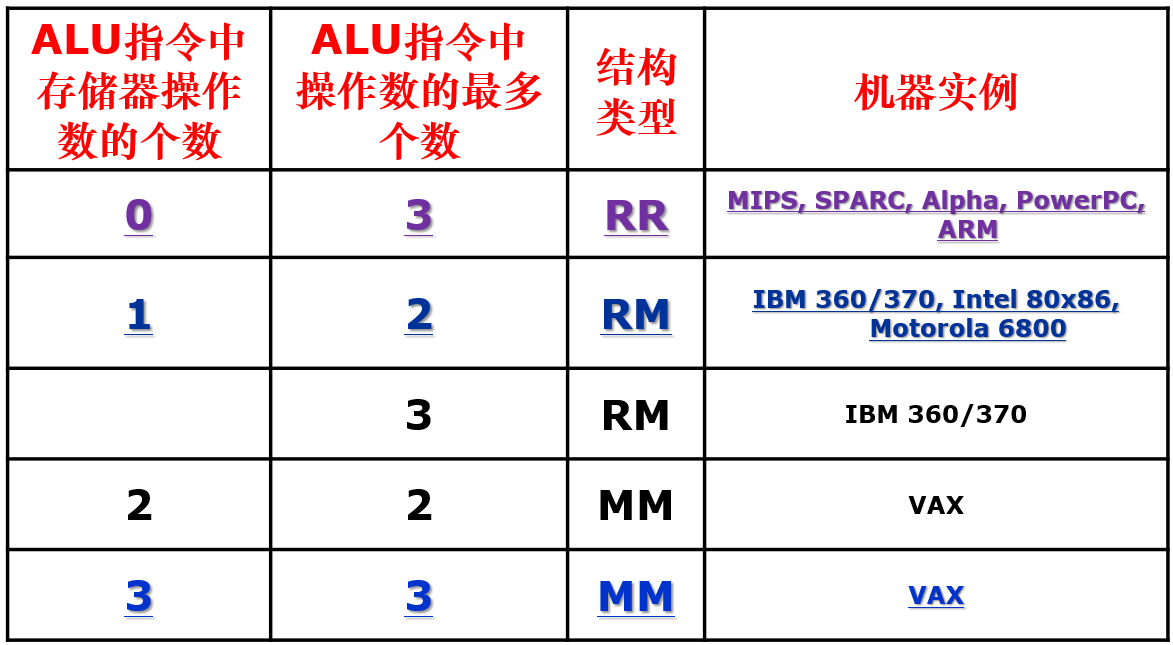 ALU指令中
存储器操作
数的个数
ALU指令中
操作数的最多
个数
结构
类型
机器实例
0
3
RR
MIPS, SPARC, Alpha, PowerPC,
ARM
1
2
RM
IBM 360/370, Intel 80x86,
Motorola 6800
3
RM
IBM 360/370
2
2
MM
VAX
3
3
MM
VAX